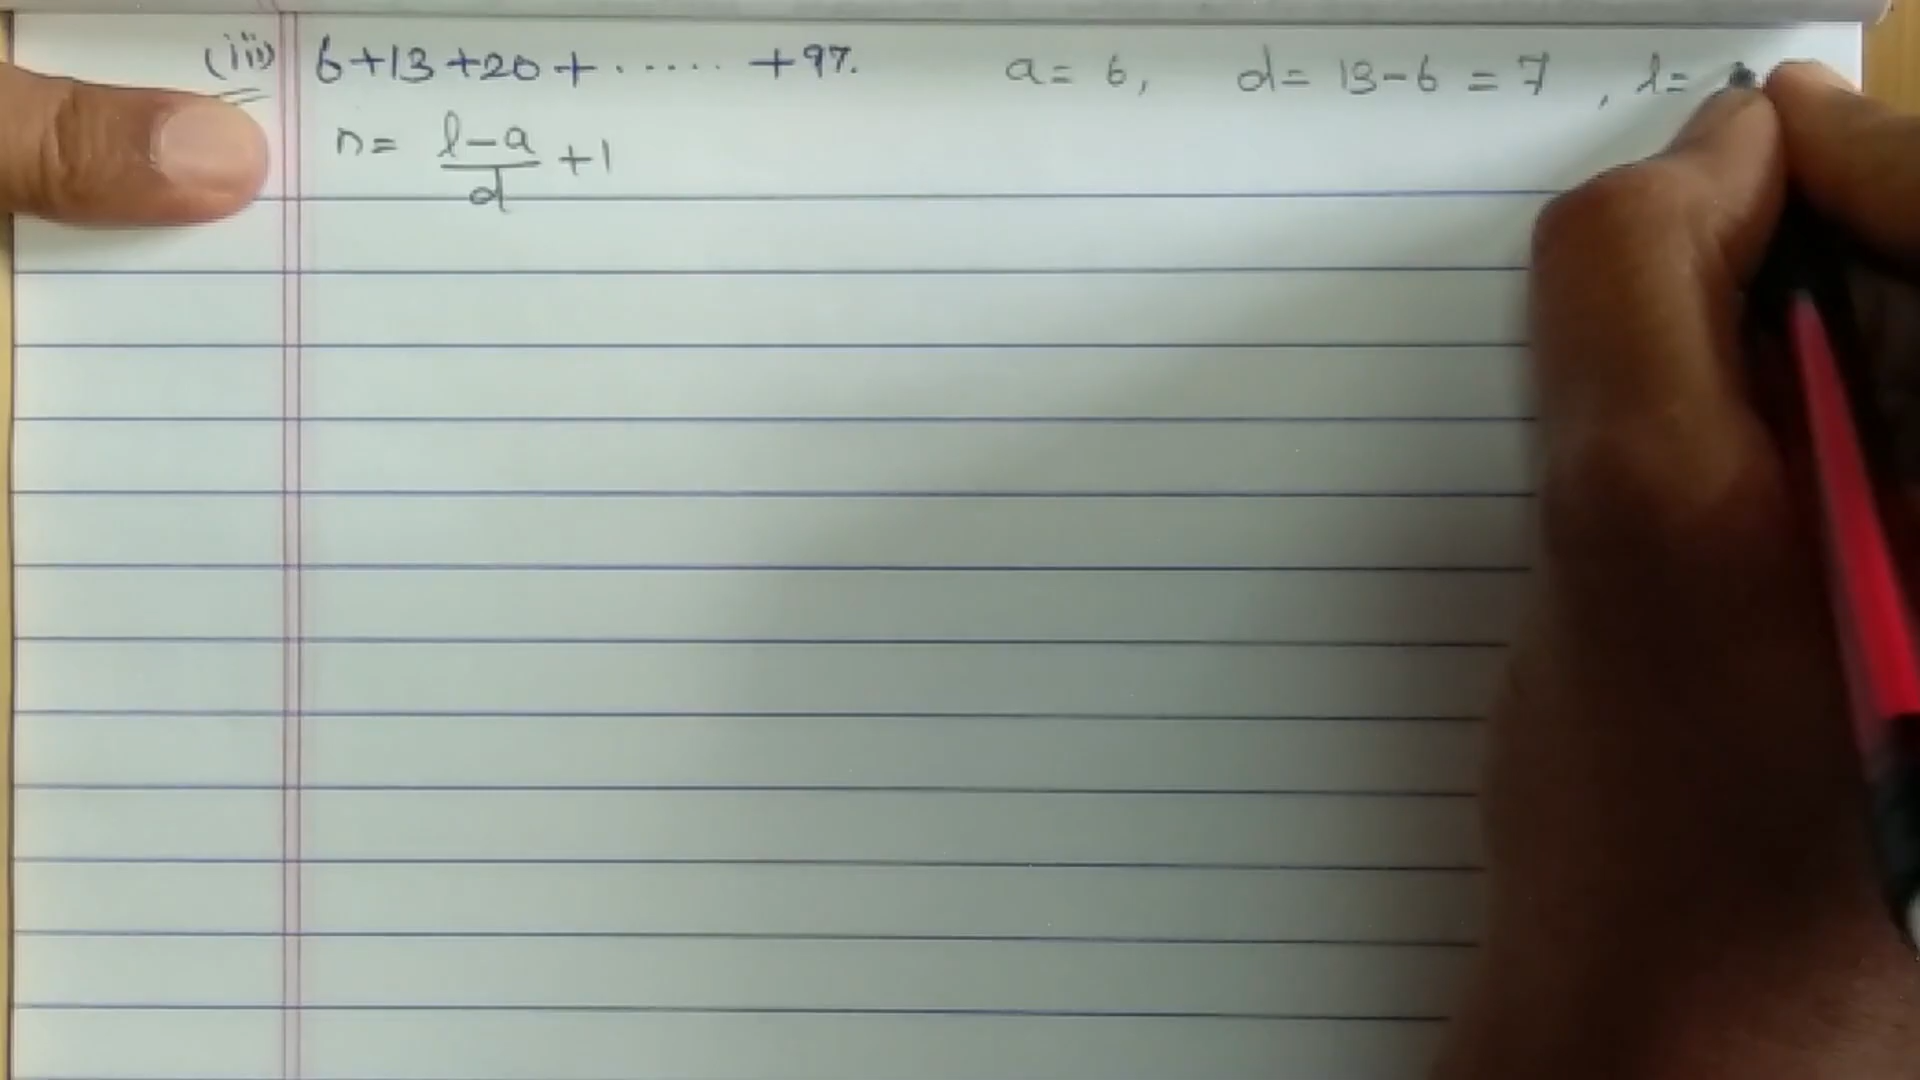 (iii) 6+13+20+ ..... +97. a= 6, d= 13-6 = 7 , l=
n= l-a/d +1